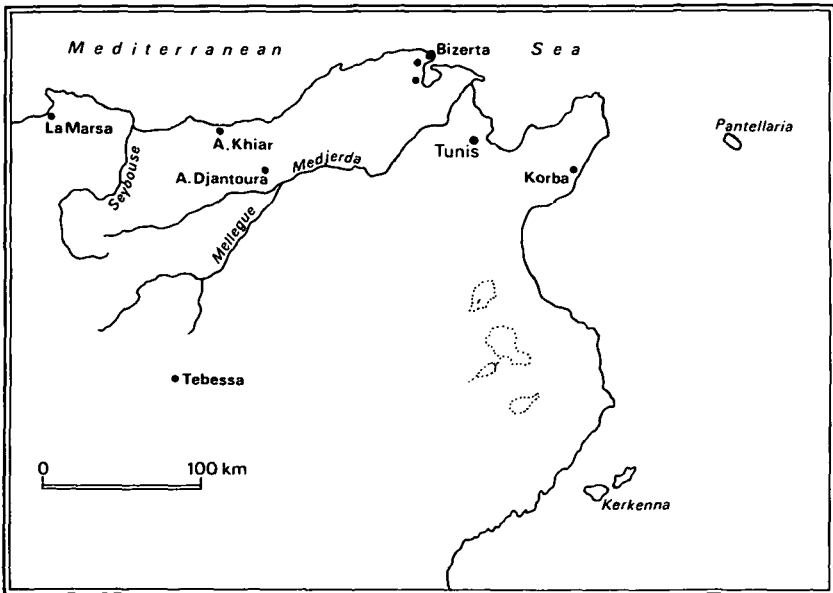 Mediterranean Sea
Bizerta
La Marsa
A. Khiar
Tunis
Pantellaria
A. Djantoura
Medjerda
Korba
Seybouse
Mellegue
Tebessa
0 100 km
Kerkenna